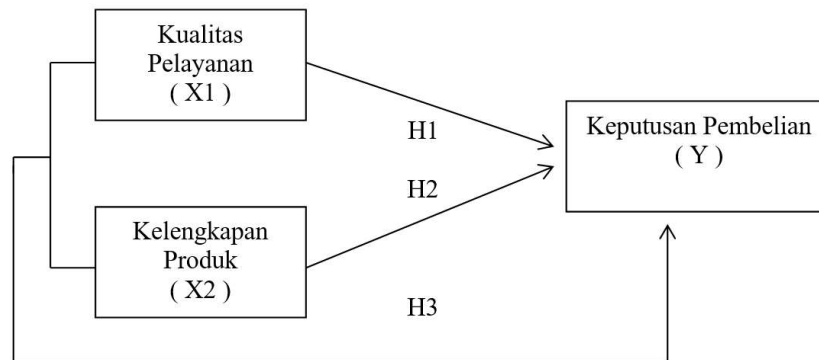 Kualitas
Pelayanan
( X1 )
H1
Keputusan Pembelian
( Y )
H2
Kelengkapan
Produk
( X2 )
H3